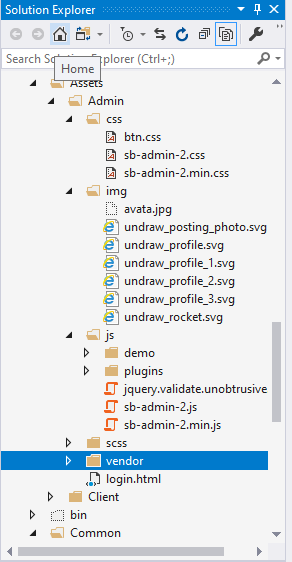 Solution Explorer
Search Solution Explorer (Ctrl+;)
Home
Assets
Admin
css
btn.css
sb-admin-2.css
sb-admin-2.min.css
img
avata.jpg
undraw_posting_photo.svg
undraw_profile.svg
undraw_profile_1.svg
undraw_profile_2.svg
undraw_profile_3.svg
undraw_rocket.svg
js
demo
plugins
jquery.validate.unobtrusive
sb-admin-2.js
sb-admin-2.min.js
scss
vendor
login.html
Client
bin
Common